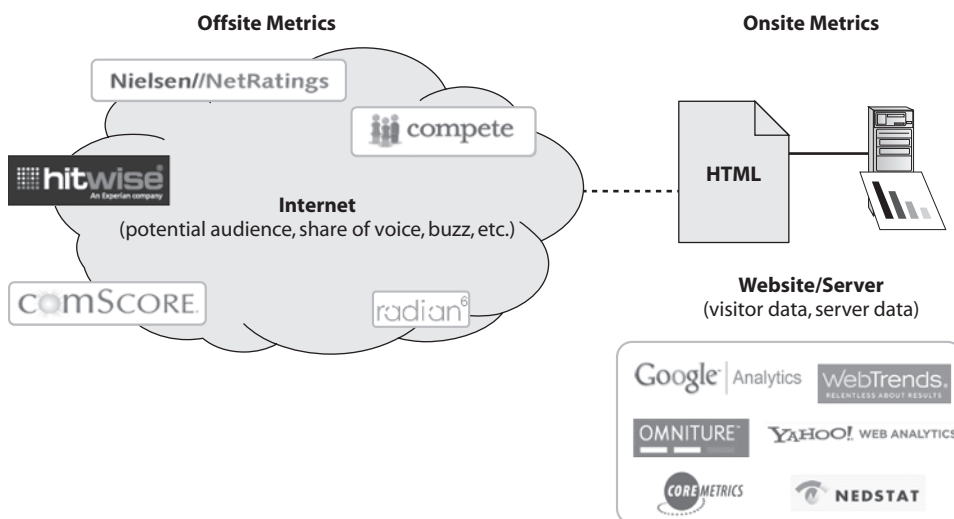 Offsite Metrics
Onsite Metrics
Nielsen//NetRatings
compete
hitwise®
An Experian company
HTML
Internet
(potential audience, share of voice, buzz, etc.)
comSCORE.
radian6
Website/Server
(visitor data, server data)
Google™ Analytics
WebTrends®
RELENTLESS ABOUT RESULTS
OMNITURE™
YAHOO! WEB ANALYTICS
COREMETRICS
NEDSTAT